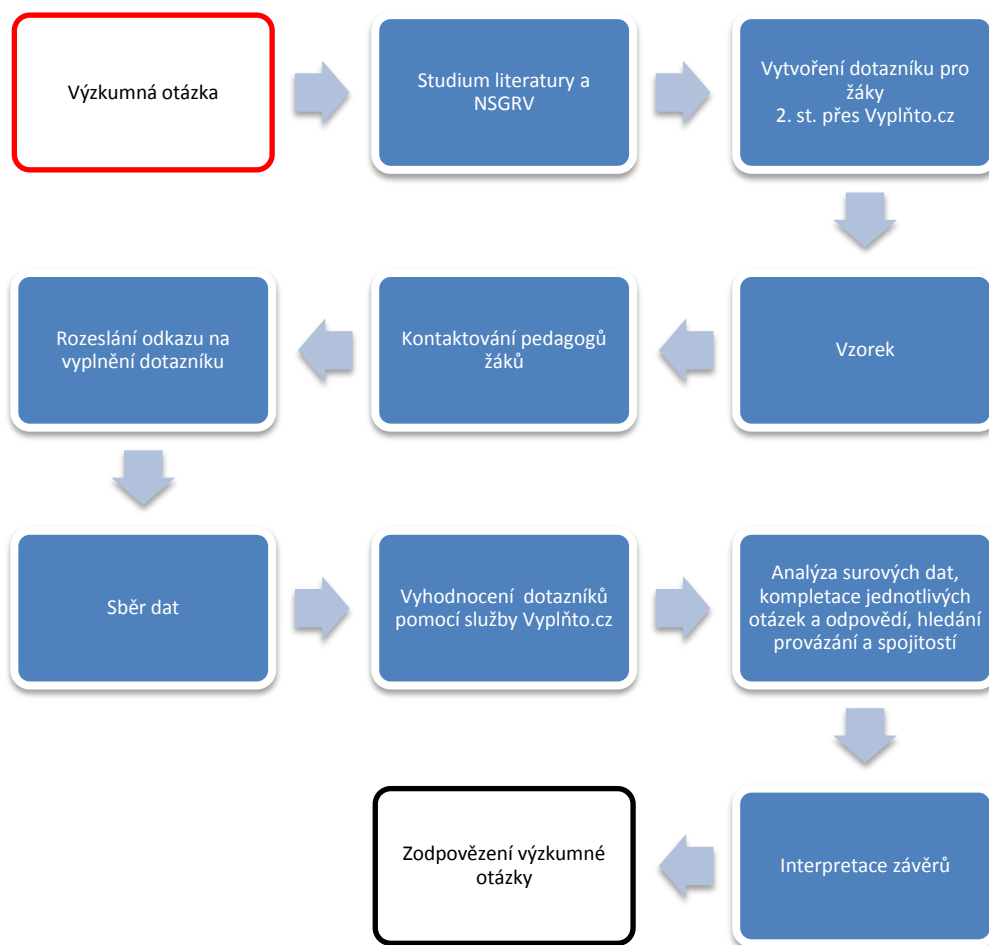 Výzkumná otázka
Studium literatury a
NSGRV
Vytvoření dotazníku pro
žáky
2. st. přes Vyplňto.cz
Vzorek
Kontaktování pedagogů
žáků
Rozeslání odkazu na
vyplnění dotazníku
Sběr dat
Vyhodnocení dotazníků
pomocí služby Vyplňto.cz
Analýza surových dat,
kompletace jednotlivých
otázek a odpovědí, hledání
provázání a spojitostí
Interpretace závěrů
Zodpovězení výzkumné
otázky